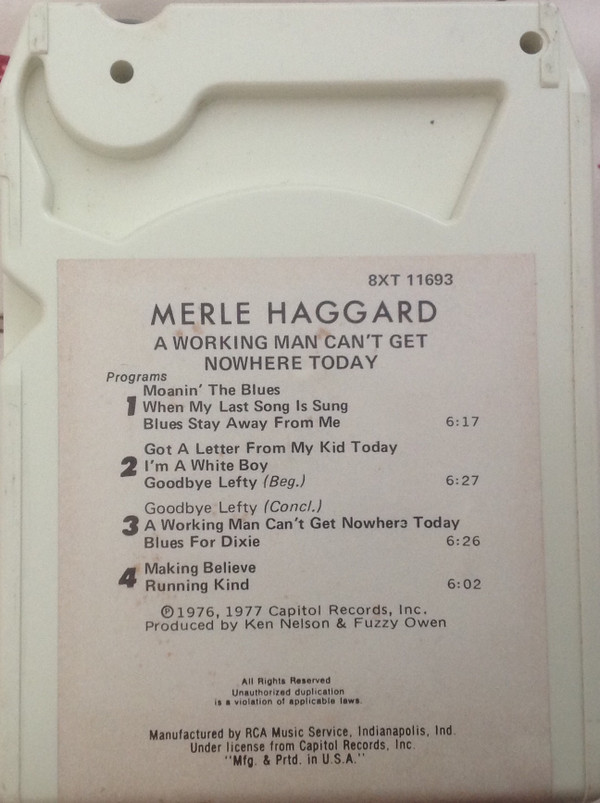 8XT 11693
MERLE HAGGARD
A WORKING MAN CAN'T GET
NOWHERE TODAY
Programs
Moanin' The Blues
1 When My Last Song Is Sung
Blues Stay Away From Me 6:17
Got A Letter From My Kid Today
2 I'm A White Boy
Goodbye Lefty (Beg.) 6:27
Goodbye Lefty (Concl.)
3 A Working Man Can't Get Nowhere Today
Blues For Dixie 6:26
4 Making Believe
Running Kind 6:02
℗1976, 1977 Capitol Records, Inc.
Produced by Ken Nelson & Fuzzy Owen
All Rights Reserved
Unauthorized duplication
is a violation of applicable laws.
Manufactured by RCA Music Service, Indianapolis, Ind.
Under license from Capitol Records, Inc.
"Mfg. & Prtd. in U.S.A."